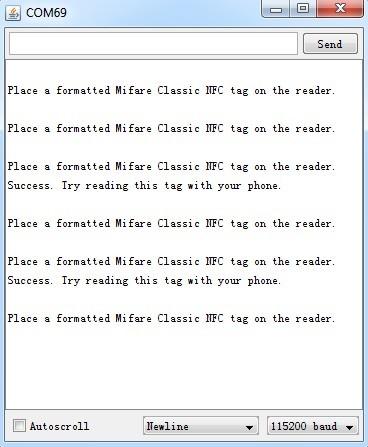 COM69
Send
Place a formatted Mifare Classic NFC tag on the reader.
Place a formatted Mifare Classic NFC tag on the reader.
Place a formatted Mifare Classic NFC tag on the reader.
Success. Try reading this tag with your phone.
Place a formatted Mifare Classic NFC tag on the reader.
Place a formatted Mifare Classic NFC tag on the reader.
Success. Try reading this tag with your phone.
Place a formatted Mifare Classic NFC tag on the reader.
Autoscroll
Newline
115200 baud